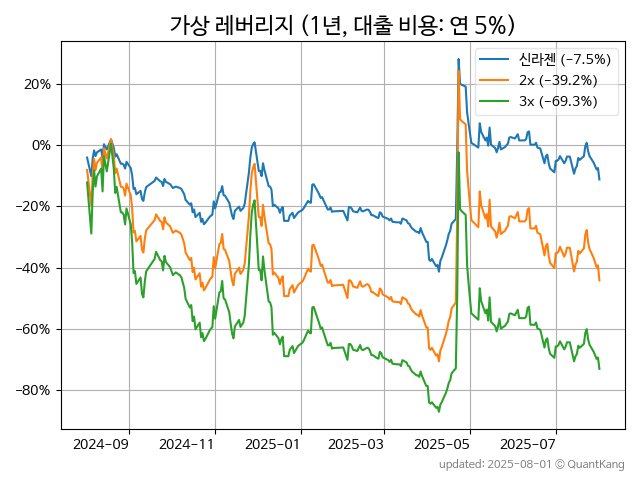 가상 레버리지 (1년, 대출 비용: 연 5%)
신라젠 (−7.5%)
2x (−39.2%)
3x (−69.3%)
20%
0%
−20%
−40%
−60%
−80%
2024-09
2024-11
2025-01
2025-03
2025-05
2025-07
updated: 2025-08-01 © QuantKang